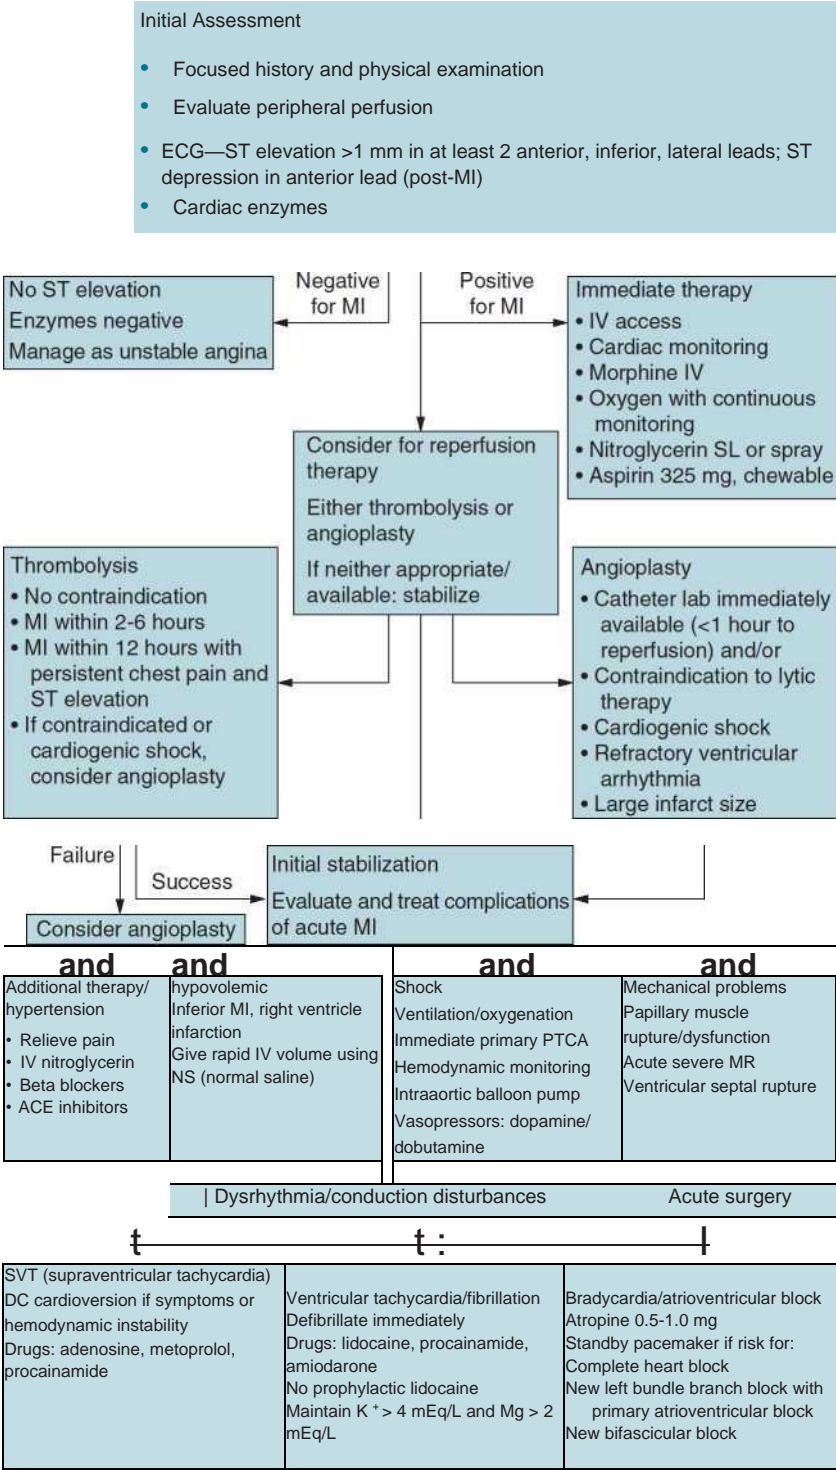 Initial Assessment
• Focused history and physical examination
• Evaluate peripheral perfusion
• ECG—ST elevation >1 mm in at least 2 anterior, inferior, lateral leads; ST
depression in anterior lead (post-MI)
• Cardiac enzymes
No ST elevation
Enzymes negative
Manage as unstable angina
Negative
for MI
Positive
for MI
Immediate therapy
• IV access
• Cardiac monitoring
• Morphine IV
• Oxygen with continuous
monitoring
• Nitroglycerin SL or spray
• Aspirin 325 mg, chewable
Consider for reperfusion
therapy
Either thrombolysis or
angioplasty
If neither appropriate/
available: stabilize
Thrombolysis
• No contraindication
• MI within 2-6 hours
• MI within 12 hours with
persistent chest pain and
ST elevation
• If contraindicated or
cardiogenic shock,
consider angioplasty
Angioplasty
• Catheter lab immediately
available (<1 hour to
reperfusion) and/or
• Contraindication to lytic
therapy
• Cardiogenic shock
• Refractory ventricular
arrhythmia
• Large infarct size
Failure
Success
Consider angioplasty
Initial stabilization
Evaluate and treat complications
of acute MI
and and and and
Additional therapy/
hypertension
• Relieve pain
• IV nitroglycerin
• Beta blockers
• ACE inhibitors
hypovolemic
Inferior MI, right ventricle
infarction
Give rapid IV volume using
NS (normal saline)
Shock
Ventilation/oxygenation
Immediate primary PTCA
Hemodynamic monitoring
Intraaortic balloon pump
Vasopressors: dopamine/
dobutamine
Mechanical problems
Papillary muscle
rupture/dysfunction
Acute severe MR
Ventricular septal rupture
| Dysrhythmia/conduction disturbances Acute surgery
t t : l
SVT (supraventricular tachycardia)
DC cardioversion if symptoms or
hemodynamic instability
Drugs: adenosine, metoprolol,
procainamide
Ventricular tachycardia/fibrillation
Defibrillate immediately
Drugs: lidocaine, procainamide,
amiodarone
No prophylactic lidocaine
Maintain K + > 4 mEq/L and Mg > 2
mEq/L
Bradycardia/atrioventricular block
Atropine 0.5-1.0 mg
Standby pacemaker if risk for:
Complete heart block
New left bundle branch block with
primary atrioventricular block
New bifascicular block